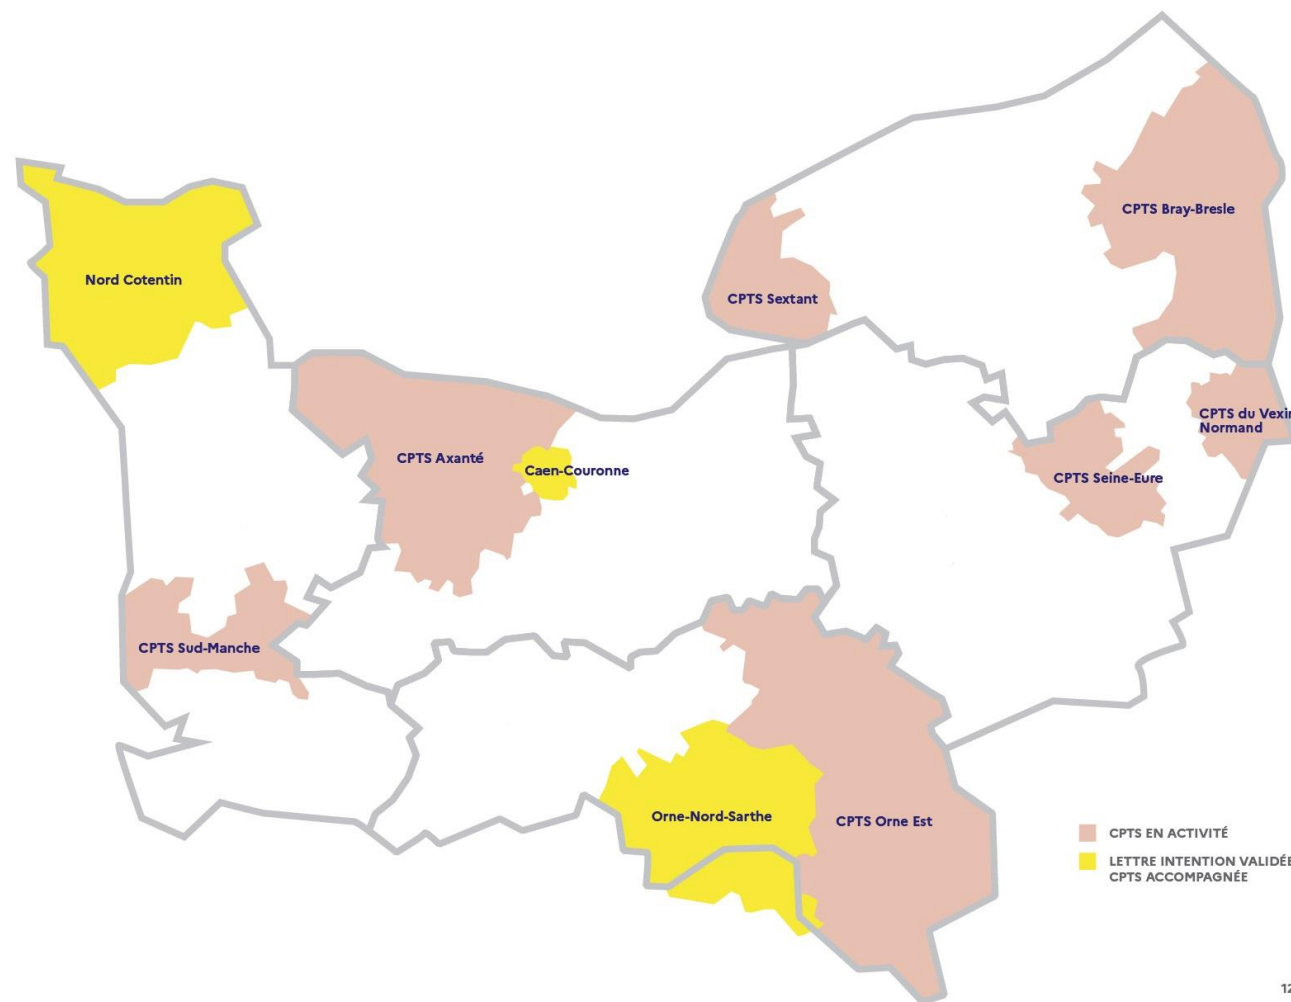 CPTS Bray-Bresle
Nord Cotentin
CPTS Sextant
CPTS du Vexin
Normand
CPTS Axanté
Caen-Couronne
CPTS Seine-Eure
CPTS Sud-Manche
Orne-Nord-Sarthe
CPTS Orne Est
CPTS EN ACTIVITÉ
LETTRE INTENTION VALIDÉE
CPTS ACCOMPAGNÉE
12